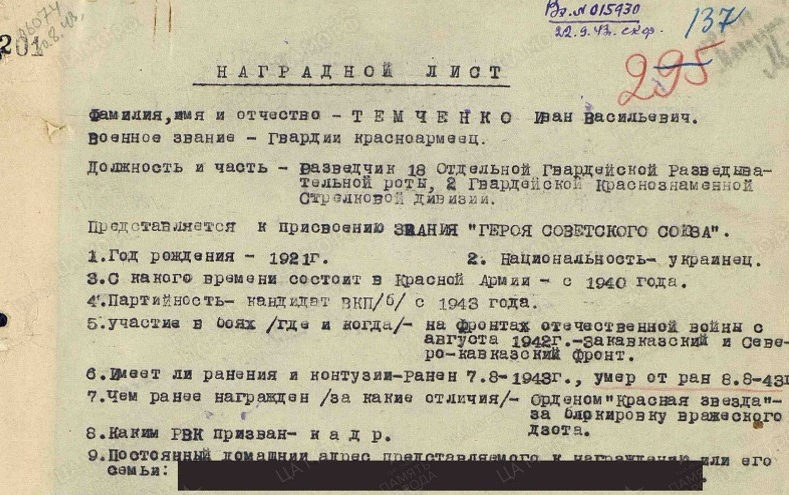 Вх. № 015930
137
22.9.43.
201
295
НАГРАДНОЙ ЛИСТ
Фамилия, имя и отчество - ТЕМЧЕНКО Иван Васильевич.
Военное звание - Гвардии красноармеец.
Должность и часть - Разведчик 18 Отдельной Гвардейской Разведыва-
тельной роты, 2 Гвардейской Краснознаменной
Стрелковой дивизии.
Представляется к присвоению ЗВАНИЯ "ГЕРОЯ СОВЕТСКОГО СОЮЗА".
1.Год рождения - 1921г. 2. Национальность- украинец.
3.С какого времени состоит в Красной Армии - с 1940 года.
4.Партийность- кандидат ВКП/б/ с 1943 года.
5.участие в боях /где и когда/- на фронтах отечественной войны с
августа 1942г.-Закавказский и Севе-
ро-кавказский фронт.
6.Имеет ли ранения и контузии-Ранен 7.8-1943г., умер от ран 8.8-43г
7.Чем ранее награжден /за какие отличия/- Орденом"Красная звезда"-
за блокировку вражеского
дзота.
8.Каким РВК призван- к а д р.
9.Постоянный домашний адрес представляемого к награждению или его
семьи: